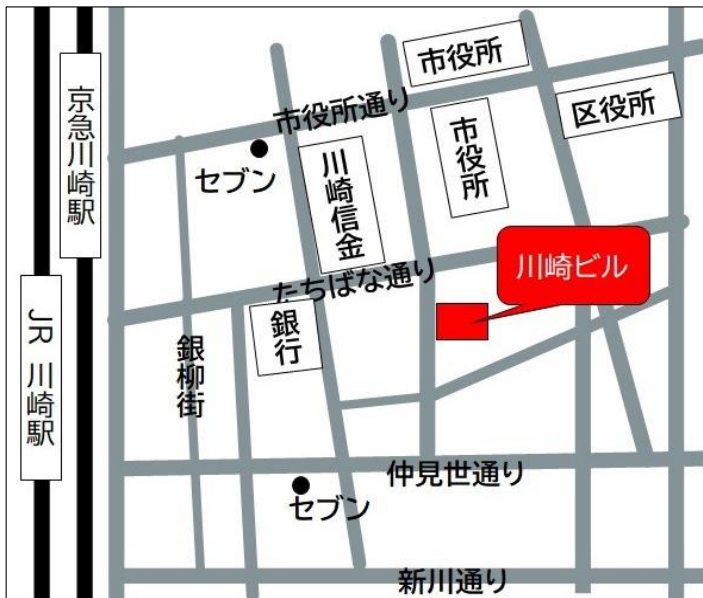 市役所
京急川崎駅
市役所通り
区役所
市役所
セブン
川崎信金
川崎ビル
たちばな通り
銀行
JR 川崎駅
銀柳街
仲見世通り
セブン
新川通り